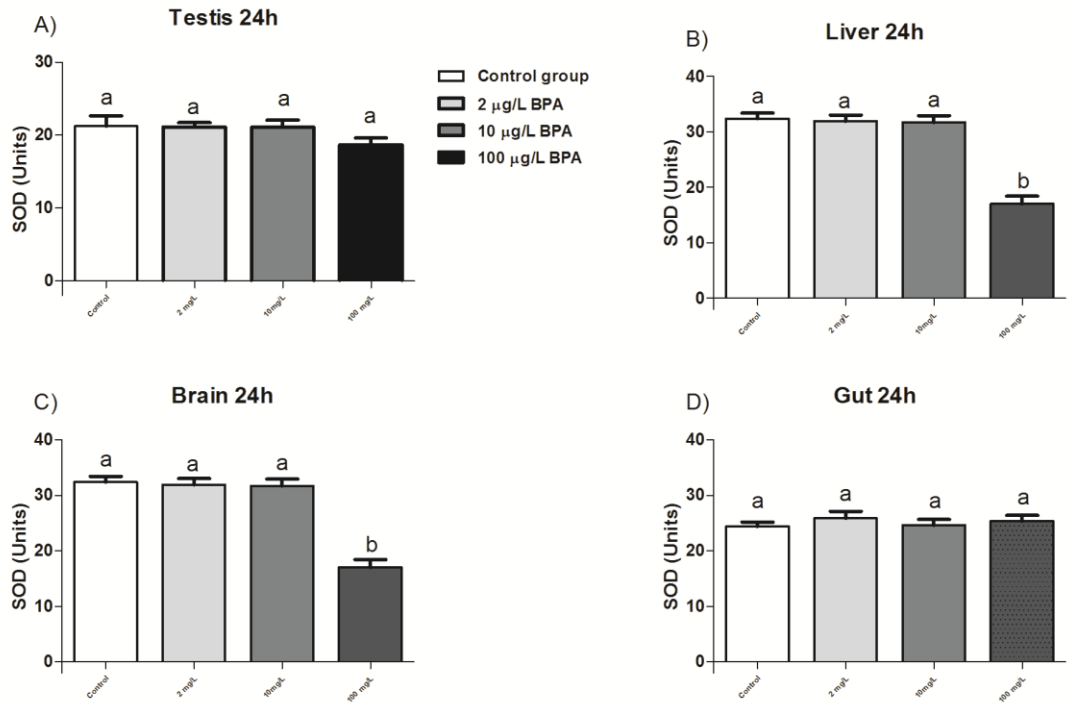 A)
Testis 24h
SOD (Units)
30
20
10
0
a
a
a
a
Control
2 mg/L
10mg/L
100 mg/L
Control group
2 μg/L BPA
10 μg/L BPA
100 μg/L BPA
B)
Liver 24h
SOD (Units)
40
30
20
10
0
a
a
a
b
Control
2 mg/L
10mg/L
100 mg/L
C)
Brain 24h
SOD (Units)
40
30
20
10
0
a
a
a
b
Control
2 mg/L
10mg/L
100 mg/L
D)
Gut 24h
SOD (Units)
40
30
20
10
0
a
a
a
a
Control
2 mg/L
10mg/L
100 mg/L